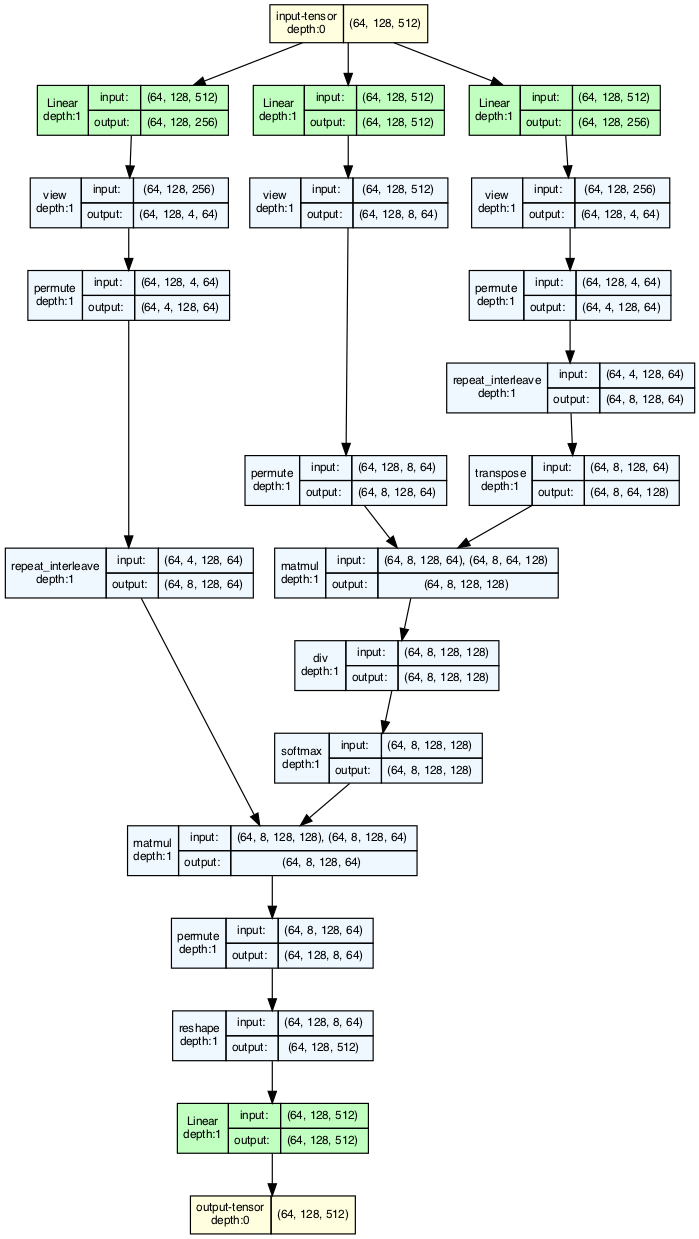 input-tensor
depth:0
(64, 128, 512)
Linear
depth:1
input:
(64, 128, 512)
output:
(64, 128, 256)
Linear
depth:1
input:
(64, 128, 512)
output:
(64, 128, 512)
Linear
depth:1
input:
(64, 128, 512)
output:
(64, 128, 256)
view
depth:1
input:
(64, 128, 256)
output:
(64, 128, 4, 64)
view
depth:1
input:
(64, 128, 512)
output:
(64, 128, 8, 64)
view
depth:1
input:
(64, 128, 256)
output:
(64, 128, 4, 64)
permute
depth:1
input:
(64, 128, 4, 64)
output:
(64, 4, 128, 64)
permute
depth:1
input:
(64, 128, 4, 64)
output:
(64, 4, 128, 64)
repeat_interleave
depth:1
input:
(64, 4, 128, 64)
output:
(64, 8, 128, 64)
permute
depth:1
input:
(64, 128, 8, 64)
output:
(64, 8, 128, 64)
transpose
depth:1
input:
(64, 8, 128, 64)
output:
(64, 8, 64, 128)
repeat_interleave
depth:1
input:
(64, 4, 128, 64)
output:
(64, 8, 128, 64)
matmul
depth:1
input:
(64, 8, 128, 64), (64, 8, 64, 128)
output:
(64, 8, 128, 128)
div
depth:1
input:
(64, 8, 128, 128)
output:
(64, 8, 128, 128)
softmax
depth:1
input:
(64, 8, 128, 128)
output:
(64, 8, 128, 128)
matmul
depth:1
input:
(64, 8, 128, 128), (64, 8, 128, 64)
output:
(64, 8, 128, 64)
permute
depth:1
input:
(64, 8, 128, 64)
output:
(64, 128, 8, 64)
reshape
depth:1
input:
(64, 128, 8, 64)
output:
(64, 128, 512)
Linear
depth:1
input:
(64, 128, 512)
output:
(64, 128, 512)
output-tensor
depth:0
(64, 128, 512)